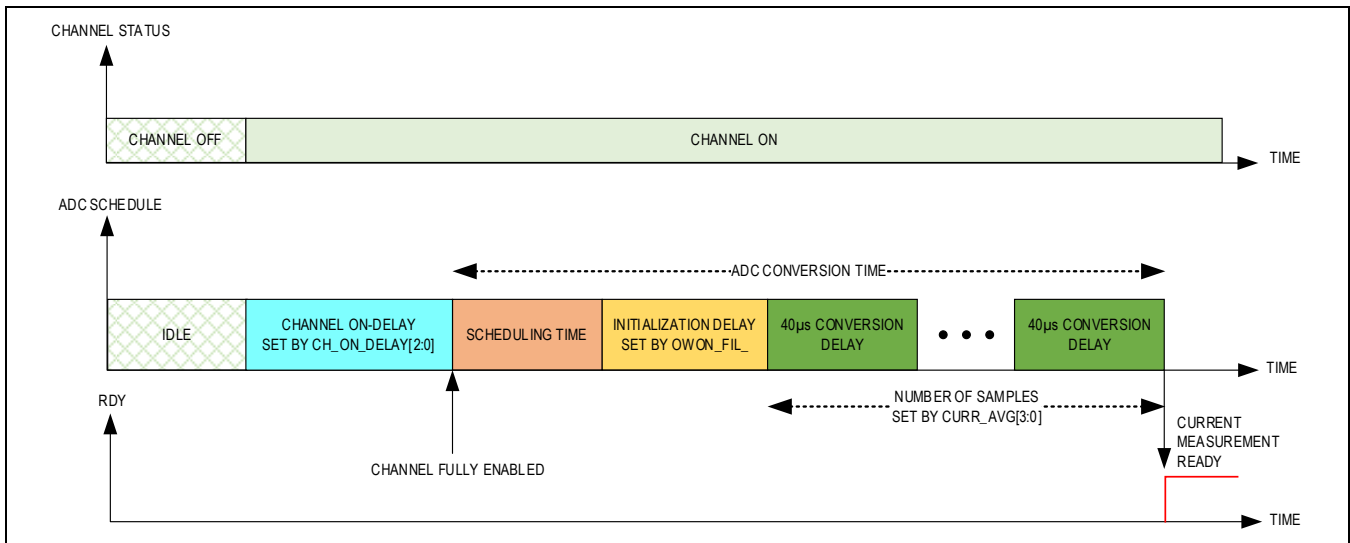 CHANNEL STATUS
CHANNEL OFF
CHANNEL ON
TIME
ADC SCHEDULE
ADC CONVERSION TIME
IDLE
CHANNEL ON-DELAY
SET BY CH_ON_DELAY[2:0]
SCHEDULING TIME
INITIALIZATION DELAY
SET BY OWON_FIL_
40µs CONVERSION
DELAY
40µs CONVERSION
DELAY
TIME
RDY
NUMBER OF SAMPLES
SET BY CURR_AVG[3:0]
CHANNEL FULLY ENABLED
CURRENT
MEASUREMENT
READY
TIME